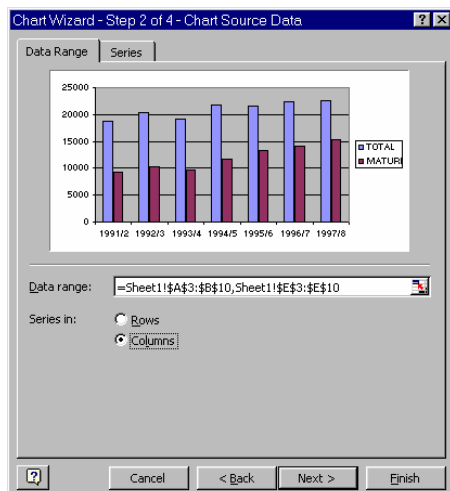 Chart Wizard - Step 2 of 4 - Chart Source Data
Data Range Series
25000
20000
15000
10000
5000
0
1991/2 1992/3 1993/4 1994/5 1995/6 1996/7 1997/8
TOTAL
MATURI
Data range: =Sheet1!$A$3:$B$10,Sheet1!$E$3:$E$10
Series in: Rows
Columns
Cancel < Back Next > Finish